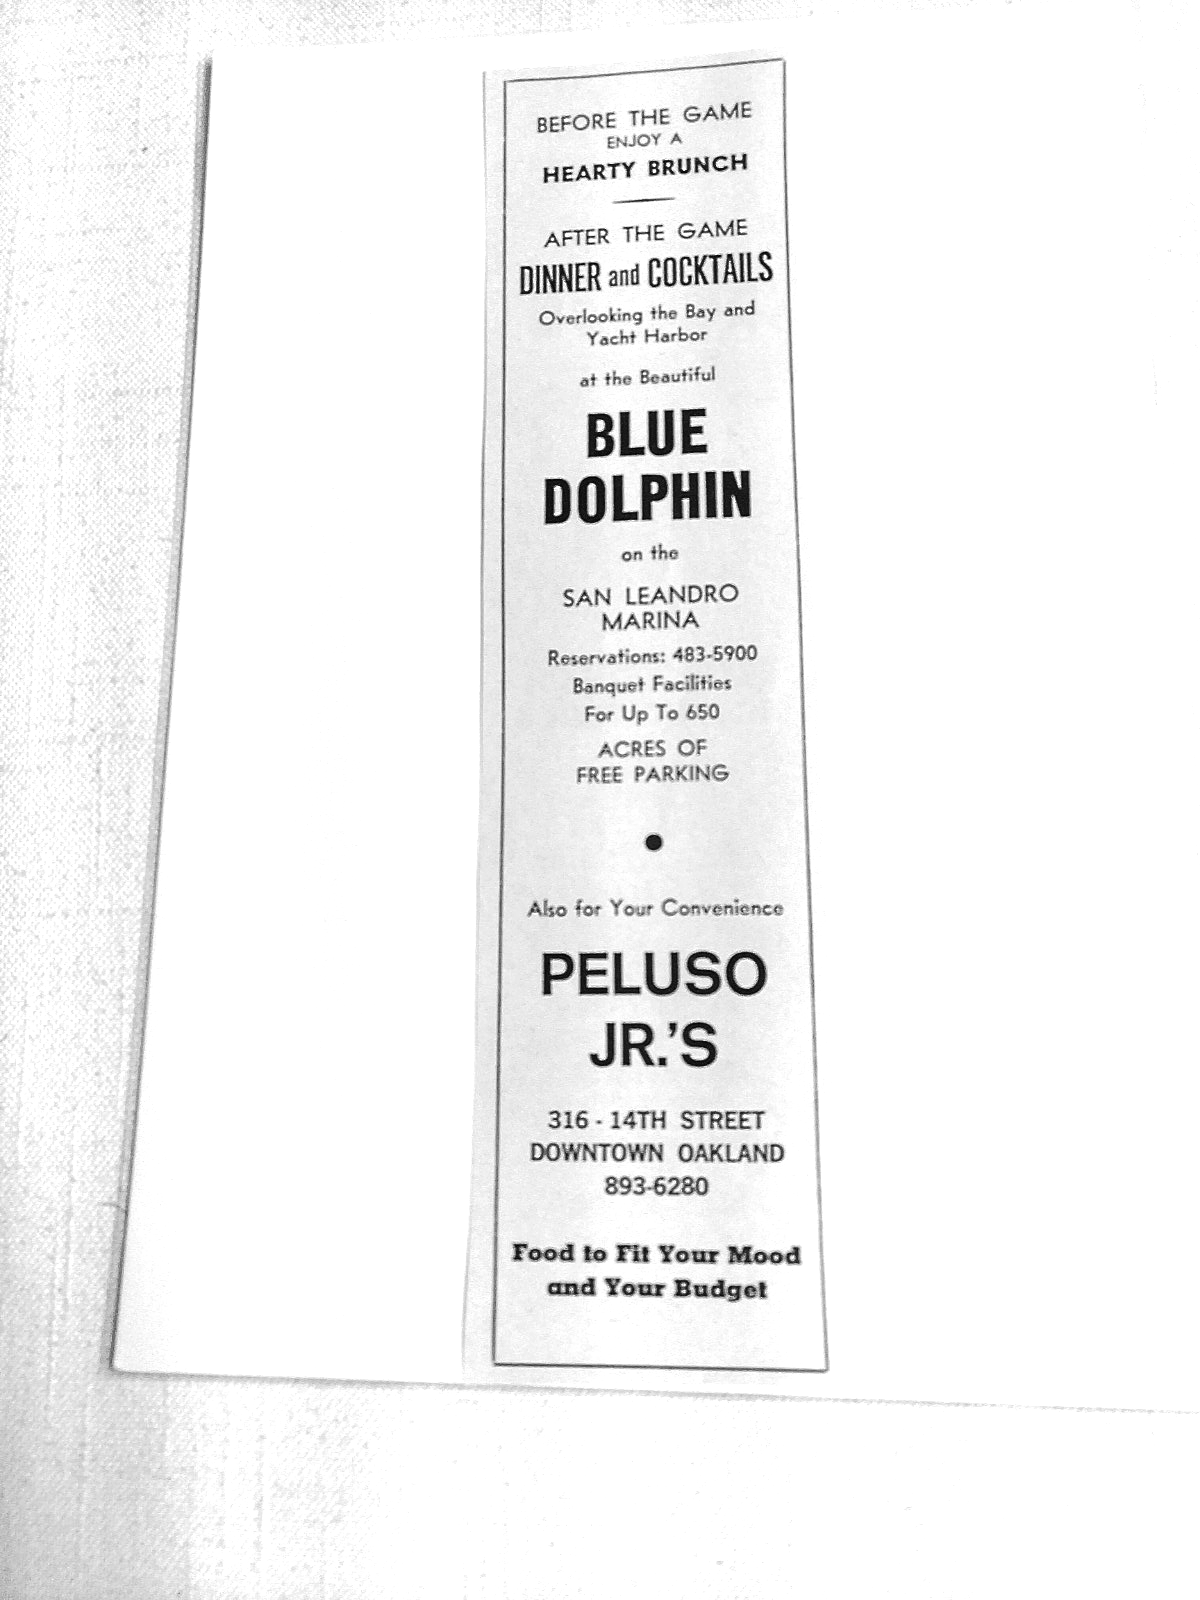 BEFORE THE GAME
ENJOY A
HEARTY BRUNCH
AFTER THE GAME
DINNER and COCKTAILS
Overlooking the Bay and
Yacht Harbor
at the Beautiful
BLUE
DOLPHIN
on the
SAN LEANDRO
MARINA
Reservations: 483-5900
Banquet Facilities
For Up To 650
ACRES OF
FREE PARKING
●
Also for Your Convenience
PELUSO
JR.'S
316 - 14TH STREET
DOWNTOWN OAKLAND
893-6280
Food to Fit Your Mood
and Your Budget